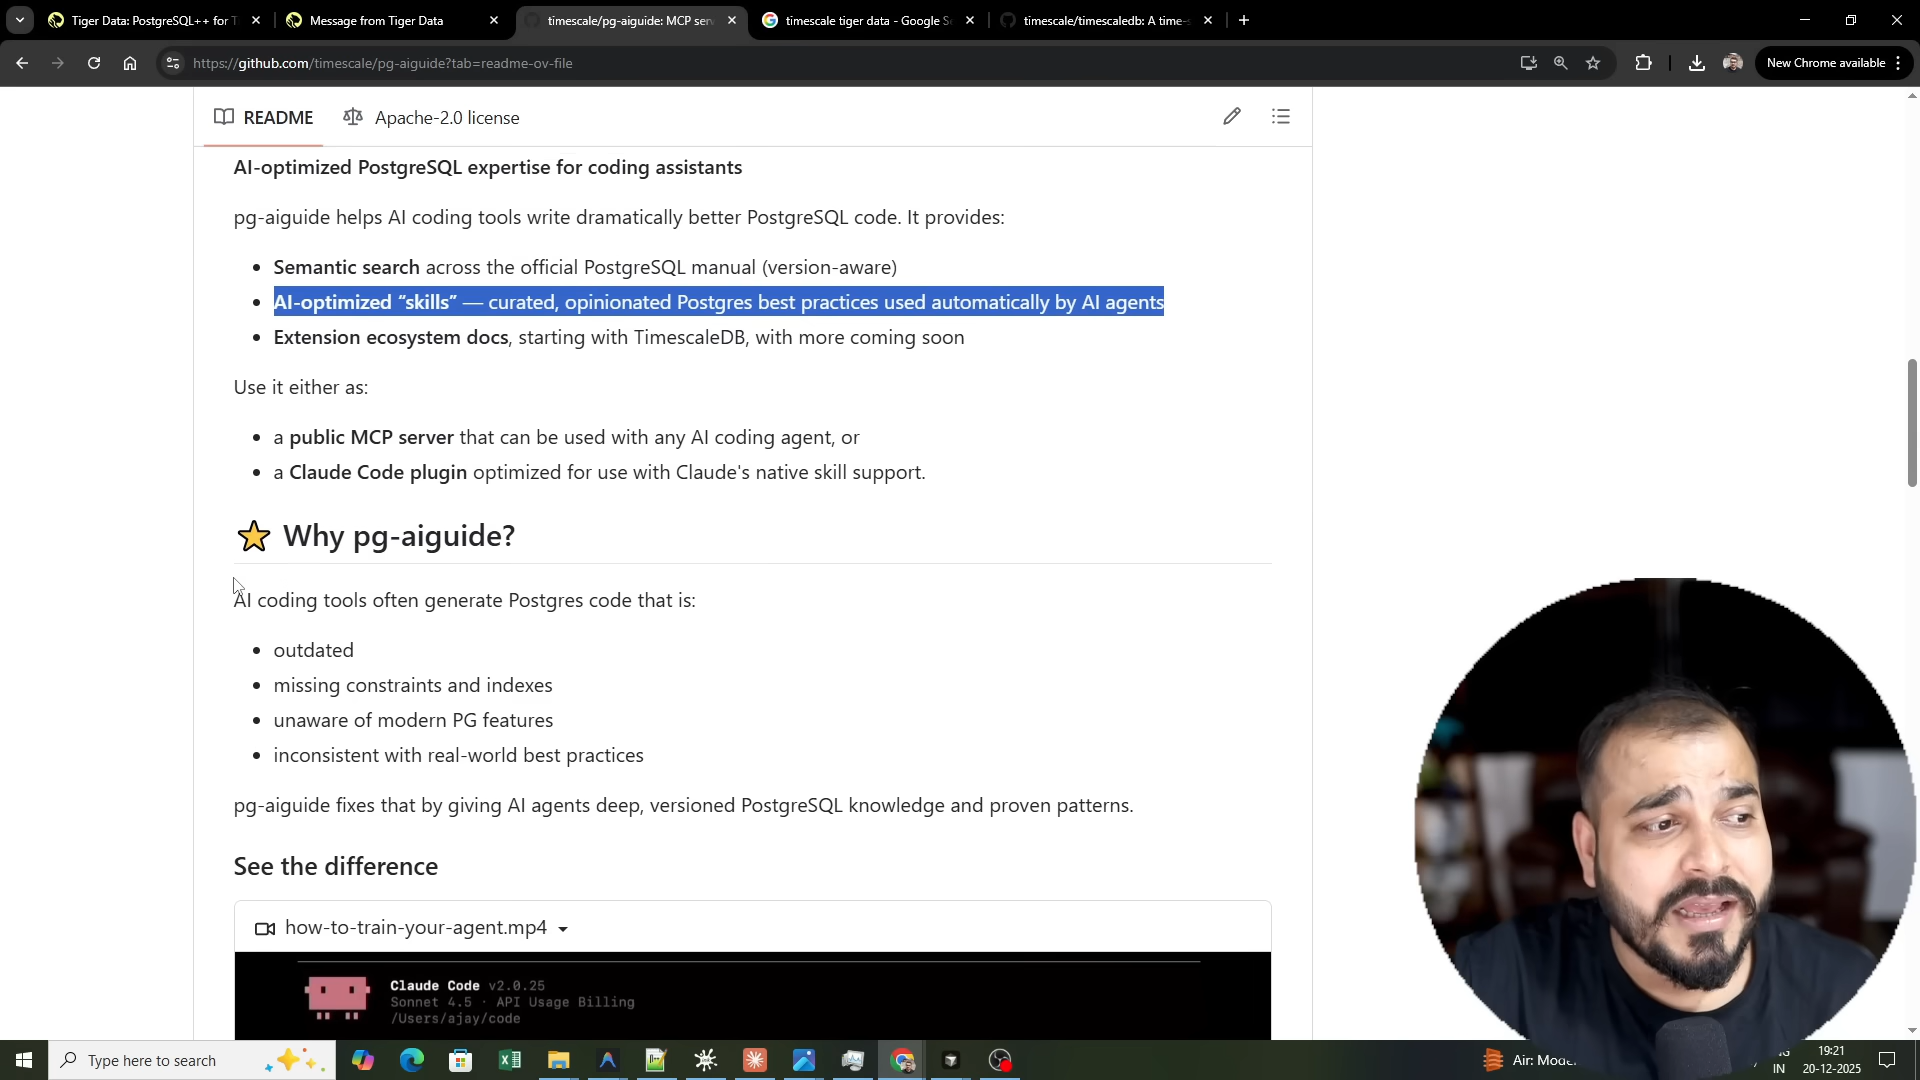 Tiger Data: PostgreSQL++ for T
Message from Tiger Data
timescale/pg-aiguide: MCP ser
timescale tiger data - Google Se
timescale/timescaledb: A time-s
https://github.com/timescale/pg-aiguide?tab=readme-ov-file
New Chrome available
README
Apache-2.0 license
AI-optimized PostgreSQL expertise for coding assistants
pg-aiguide helps AI coding tools write dramatically better PostgreSQL code. It provides:
• Semantic search across the official PostgreSQL manual (version-aware)
• AI-optimized “skills” — curated, opinionated Postgres best practices used automatically by AI agents
• Extension ecosystem docs, starting with TimescaleDB, with more coming soon
Use it either as:
• a public MCP server that can be used with any AI coding agent, or
• a Claude Code plugin optimized for use with Claude's native skill support.
⭐ Why pg-aiguide?
AI coding tools often generate Postgres code that is:
• outdated
• missing constraints and indexes
• unaware of modern PG features
• inconsistent with real-world best practices
pg-aiguide fixes that by giving AI agents deep, versioned PostgreSQL knowledge and proven patterns.
See the difference
how-to-train-your-agent.mp4
Claude Code v2.0.25
Sonnet 4.5 · API Usage Billing
/Users/ajay/code
Type here to search
Air: Mode
IN
19:21
20-12-2025